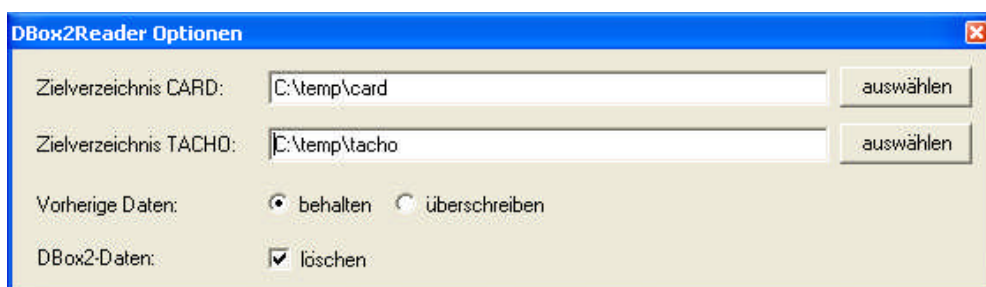 DBox2Reader Optionen
Zielverzeichnis CARD: C:\temp\card auswählen
Zielverzeichnis TACHO: C:\temp\tacho auswählen
Vorherige Daten: behalten überschreiben
DBox2-Daten: löschen